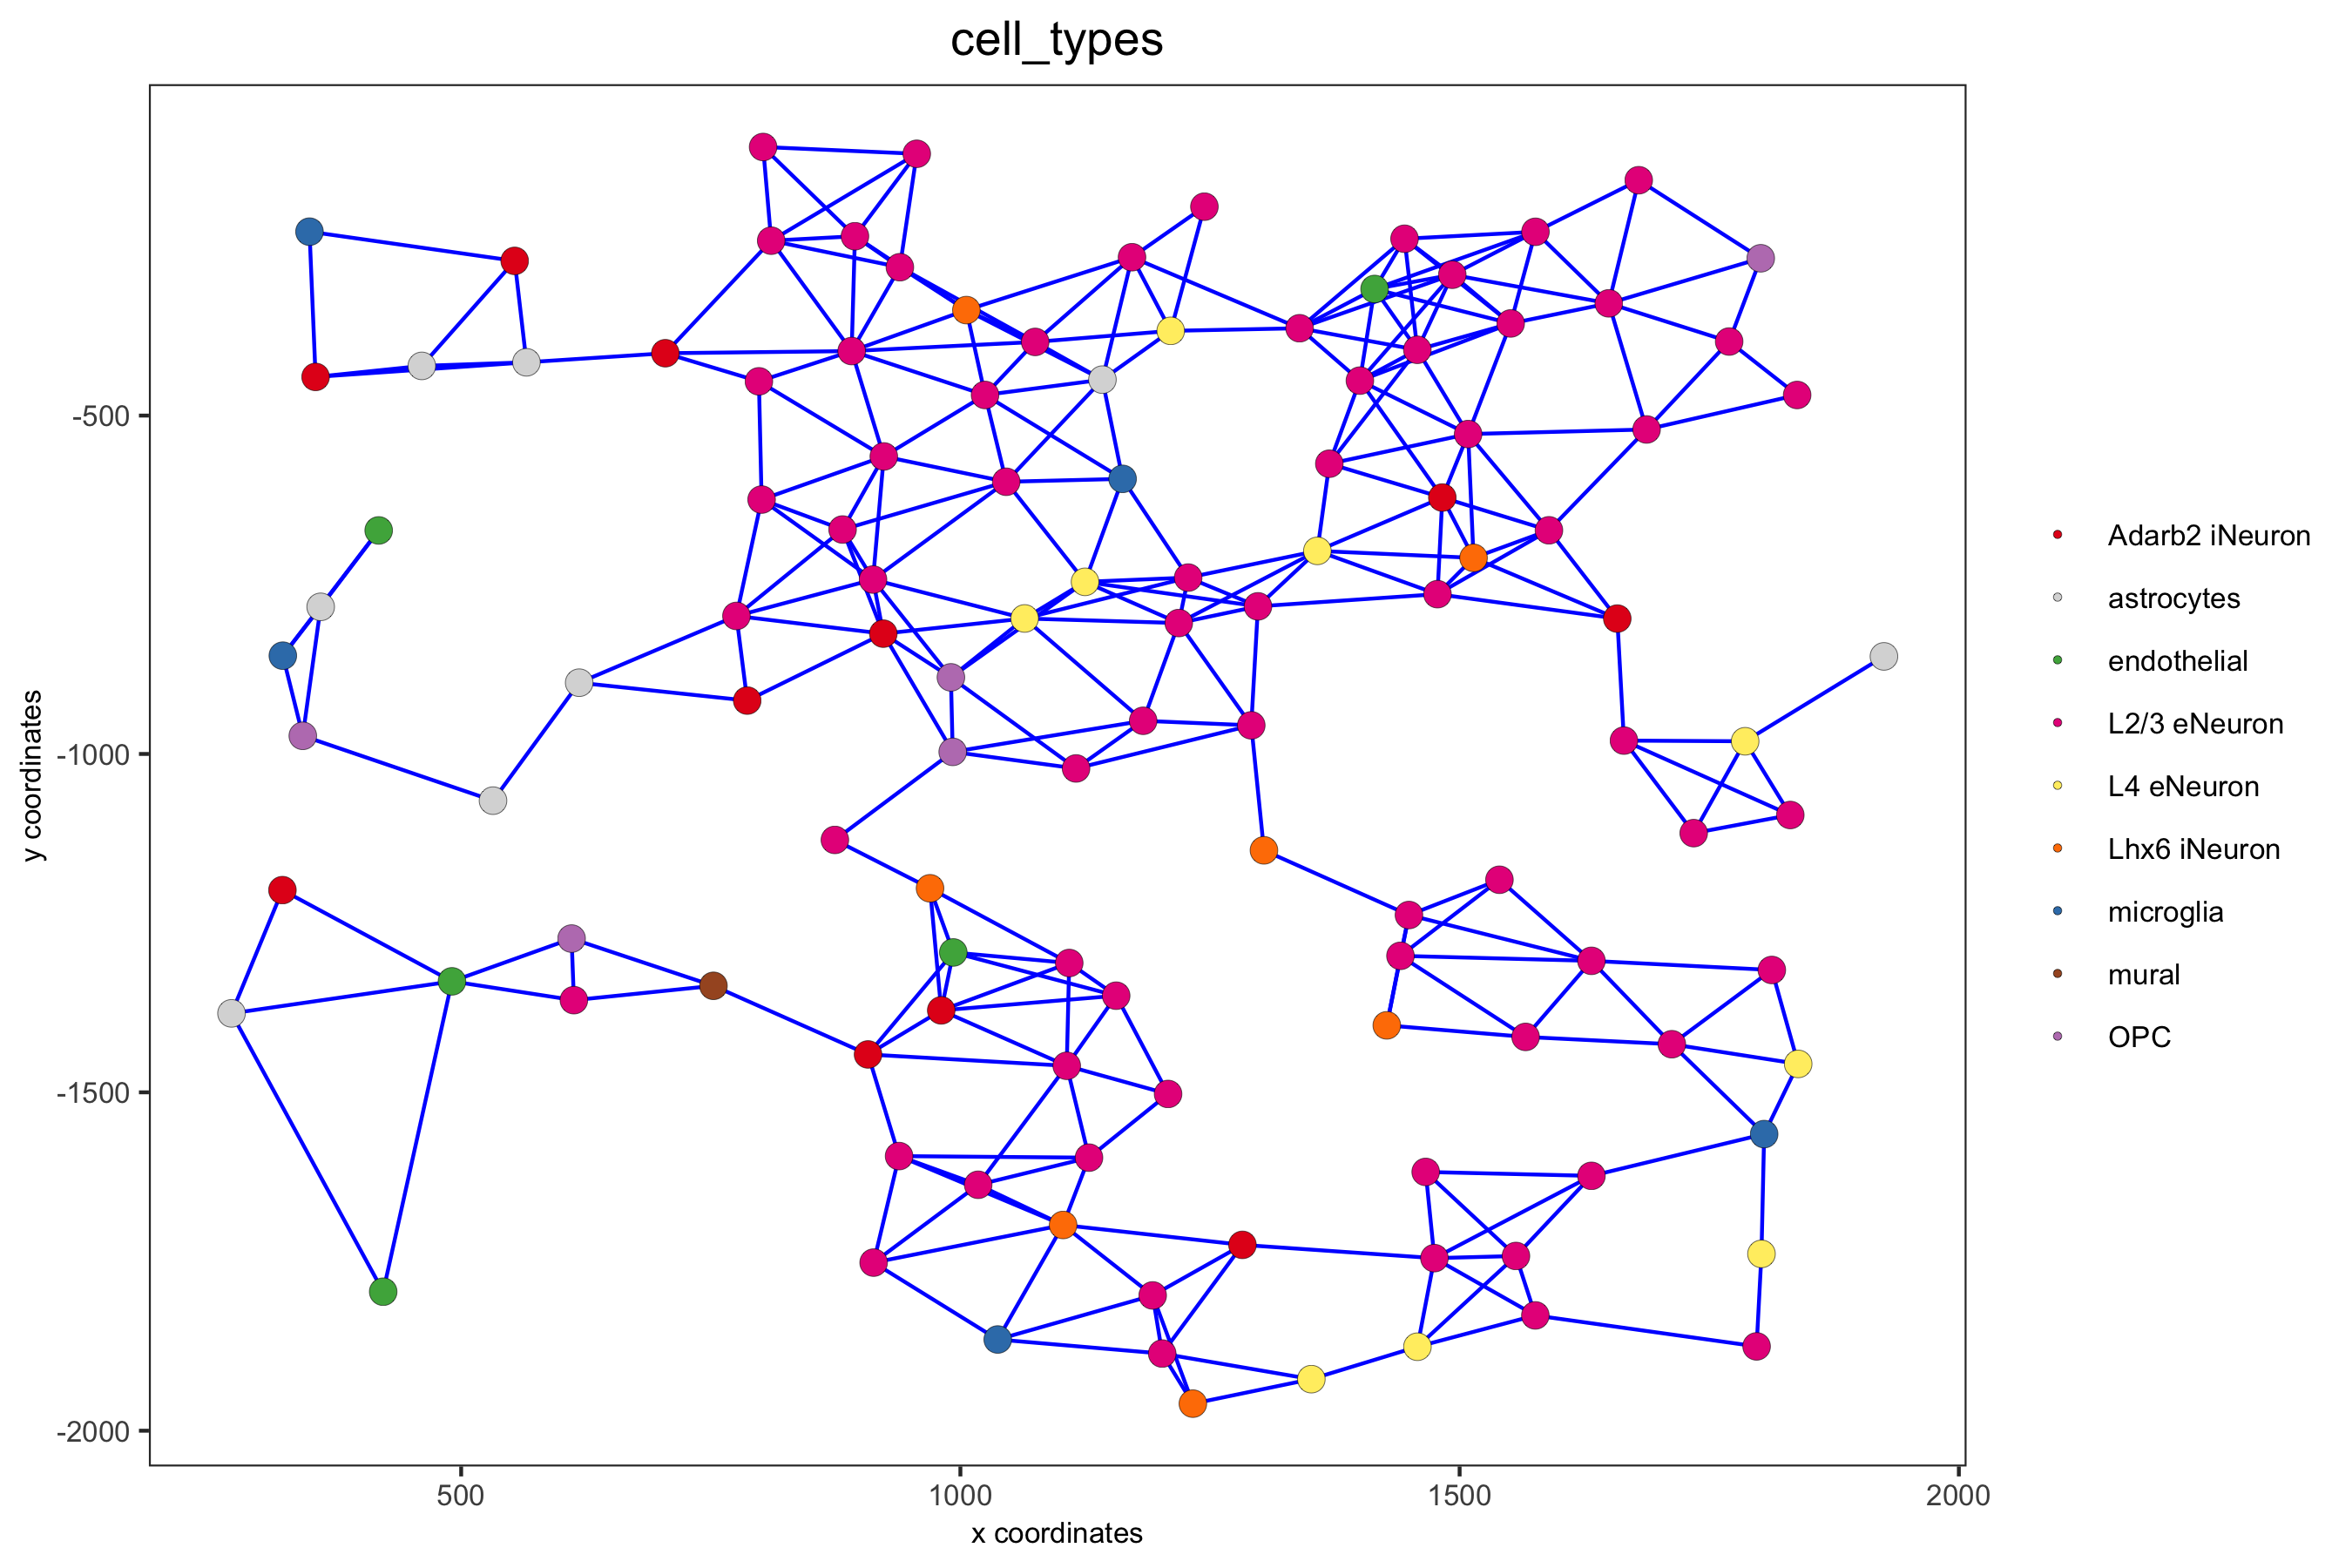 cell_types
y coordinates
-500
-1000
-1500
-2000
500
1000
1500
2000
x coordinates
Adarb2 iNeuron
astrocytes
endothelial
L2/3 eNeuron
L4 eNeuron
Lhx6 iNeuron
microglia
mural
OPC